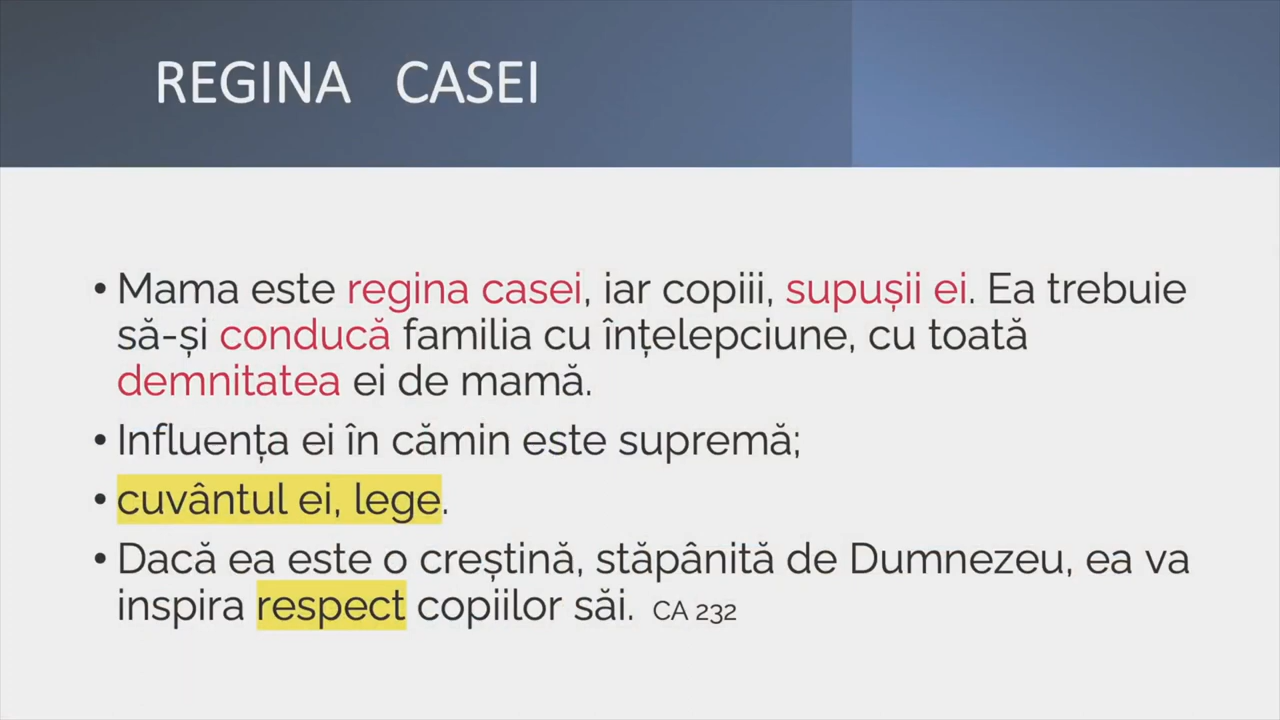 REGINA CASEI
• Mama este regina casei, iar copiii, supușii ei. Ea trebuie
să-și conducă familia cu înțelepciune, cu toată
demnitatea ei de mamă.
• Influența ei în cămin este supremă;
• cuvântul ei, lege.
• Dacă ea este o creștină, stăpânită de Dumnezeu, ea va
inspira respect copiilor săi. CA 232